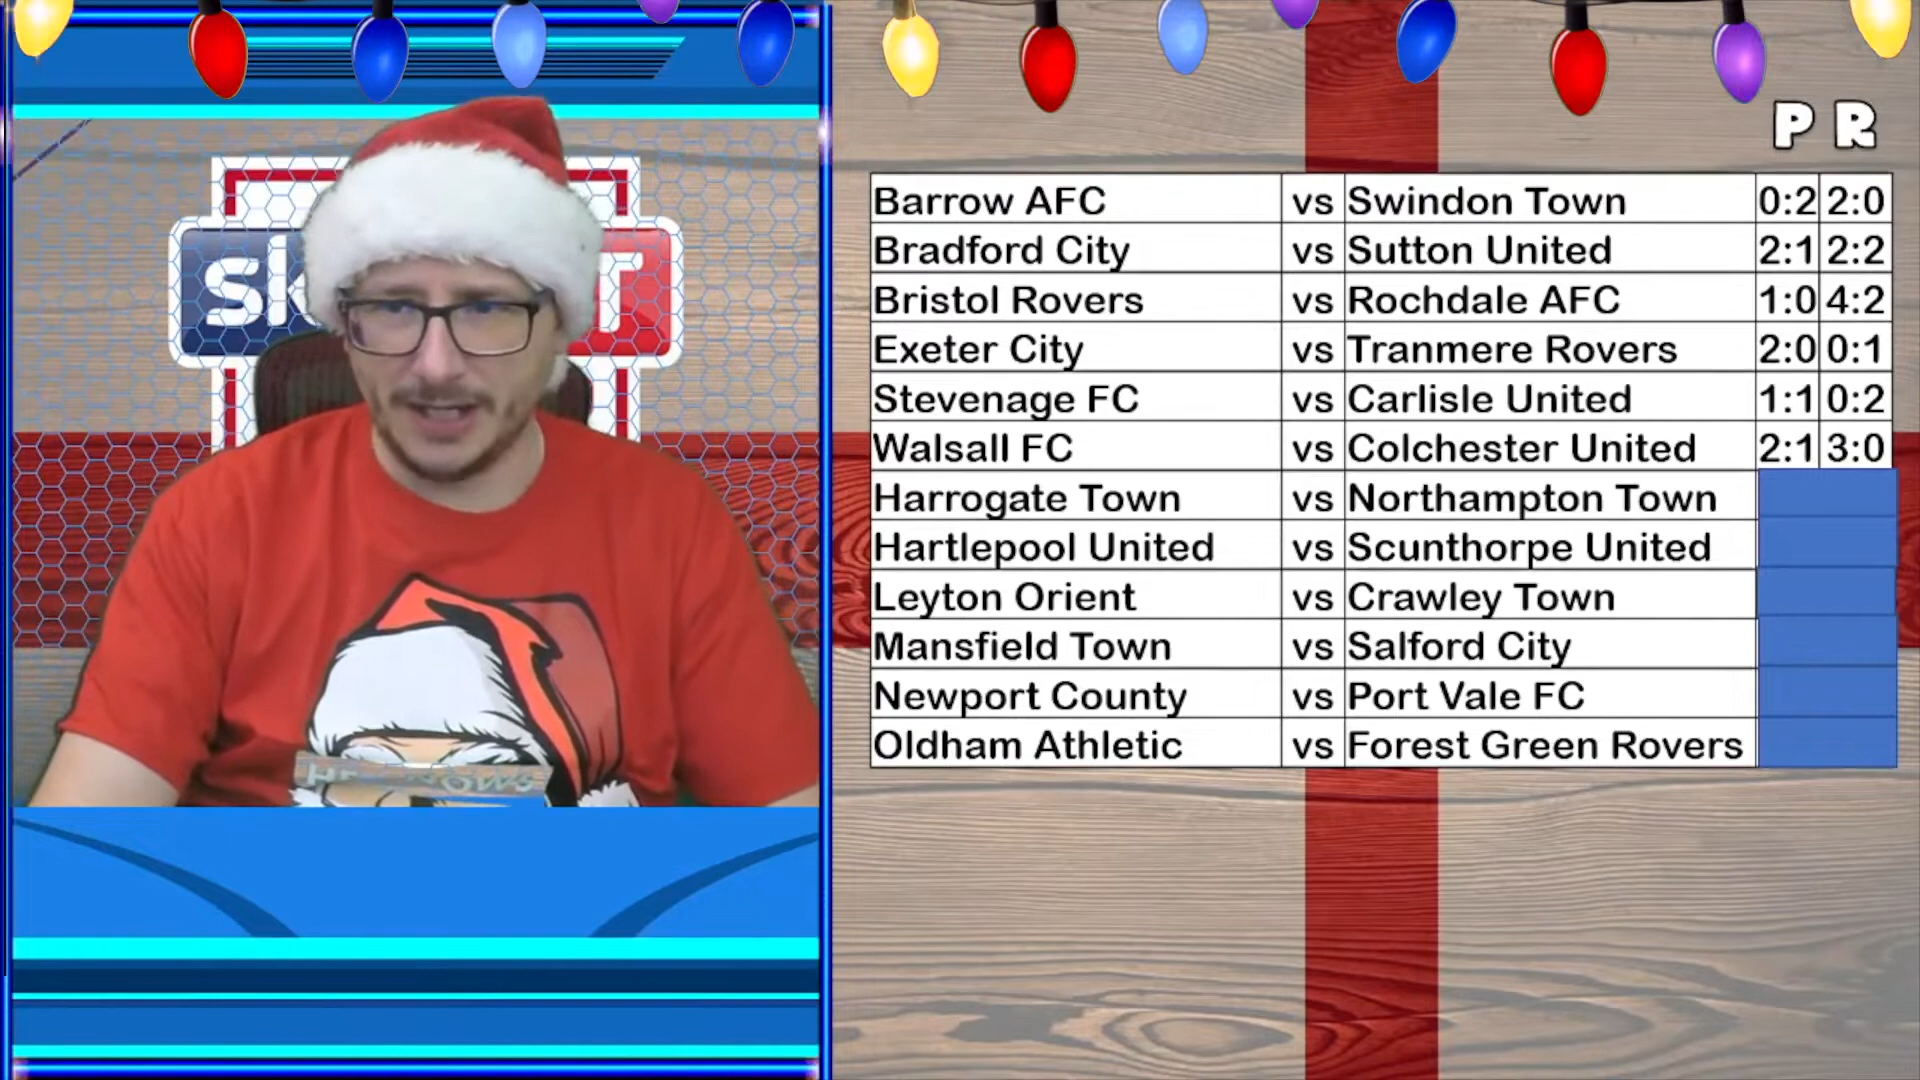 P R
Barrow AFC vs Swindon Town 0:2 2:0
Bradford City vs Sutton United 2:1 2:2
Bristol Rovers vs Rochdale AFC 1:0 4:2
Exeter City vs Tranmere Rovers 2:0 0:1
Stevenage FC vs Carlisle United 1:1 0:2
Walsall FC vs Colchester United 2:1 3:0
Harrogate Town vs Northampton Town
Hartlepool United vs Scunthorpe United
Leyton Orient vs Crawley Town
Mansfield Town vs Salford City
Newport County vs Port Vale FC
Oldham Athletic vs Forest Green Rovers